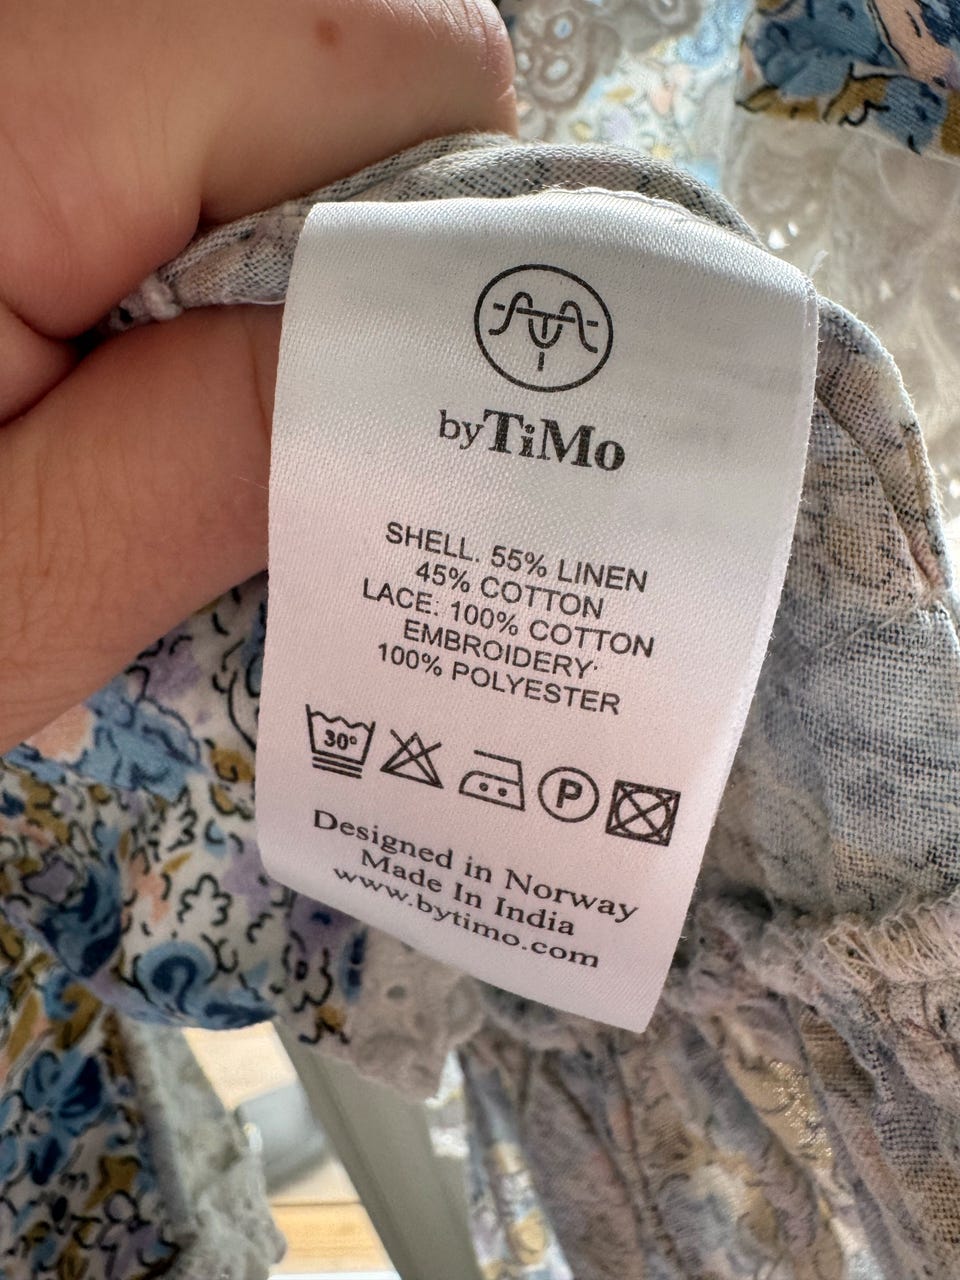 byTiMo
SHELL. 55% LINEN
45% COTTON
LACE: 100% COTTON
EMBROIDERY·
100% POLYESTER
30°
P
Designed in Norway
Made In India
www.bytimo.com